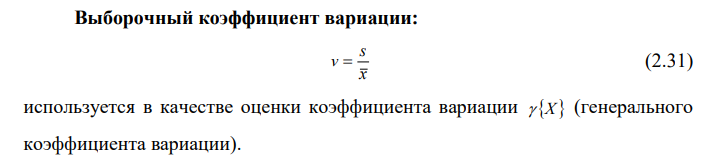 Выборочный коэффициент вариации:
v = s / x̄ (2.31)
используется в качестве оценки коэффициента вариации γ{X} (генерального
коэффициента вариации).